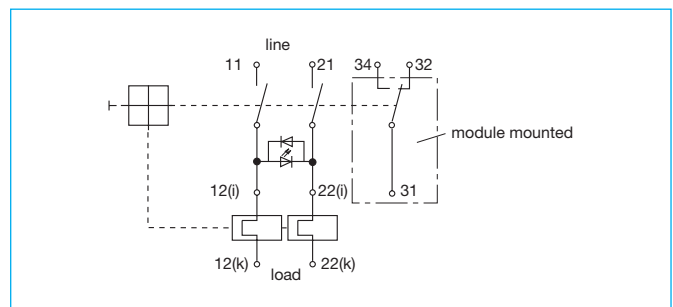 line
11 21 34 32
module mounted
12(i) 22(i) 31
12(k) 22(k)
load